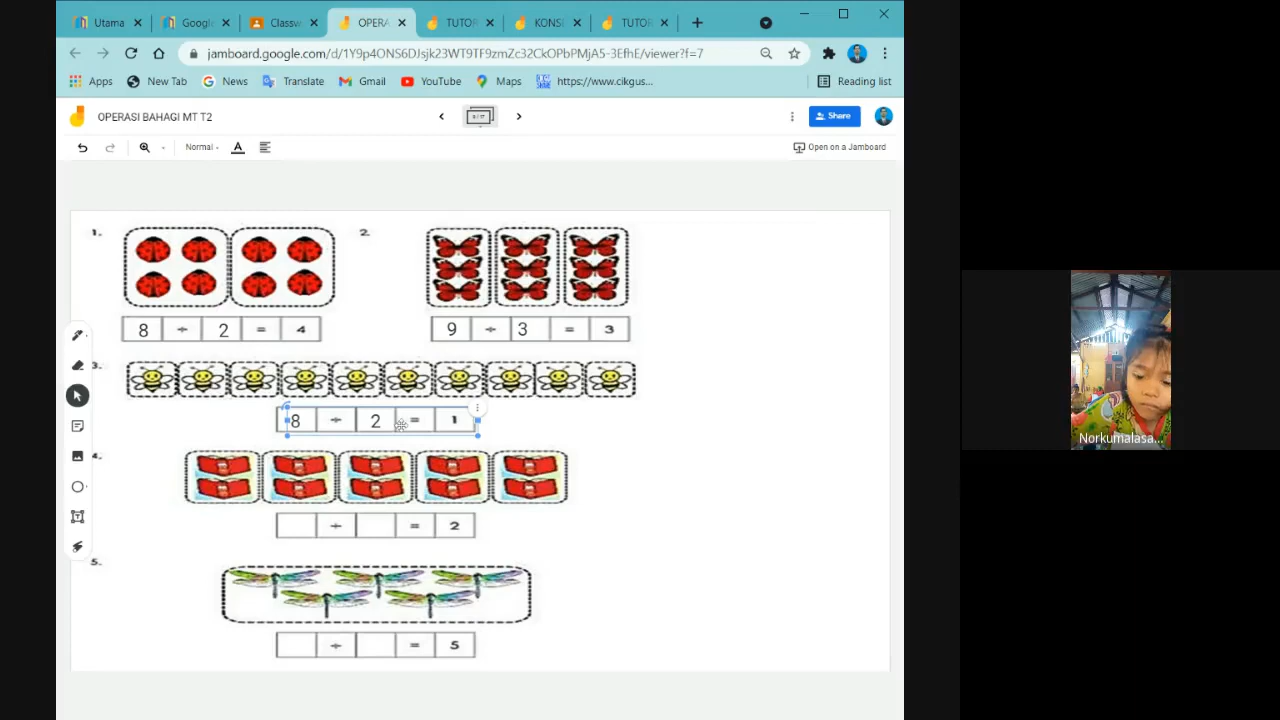 Utama
Google
Classw
OPERA
TUTOR
KONSE
TUTOR
jamboard.google.com/d/1Y9p4ONS6DJsjk23WT9TF9zmZc32CkOPbPMjA5-3EfhE/viewer?f=7
Apps
New Tab
News
Translate
Gmail
YouTube
Maps
https://www.cikgus...
Reading list
OPERASI BAHAGI MT T2
Share
Normal
A
Open on a Jamboard
1.
2.
8 ÷ 2 = 4
9 ÷ 3 = 3
3.
8 ÷ 2 = 1
4.
÷ = 2
5.
÷ = 5
Norkumalasa...